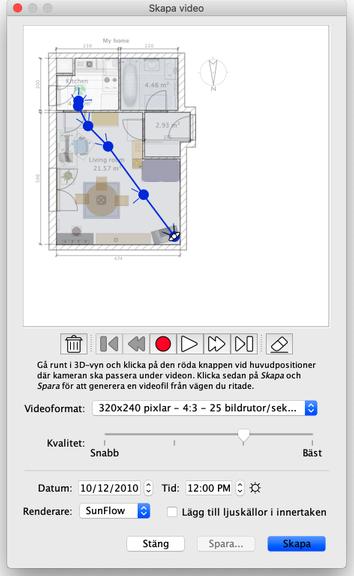 Skapa video
My home
Kitchen
4.46 m²
2.93 m²
Living room
21.57 m²
N
Gå runt i 3D-vyn och klicka på den röda knappen vid huvudpositioner
där kameran ska passera under videon. Klicka sedan på Skapa och
Spara för att generera en videofil från vägen du ritade.
Videoformat: 320x240 pixlar – 4:3 – 25 bildrutor/sek...
Kvalitet:
Snabb Bäst
Datum: 10/12/2010 Tid: 12:00 PM
Renderare: SunFlow Lägg till ljuskällor i innertaken
Stäng Spara... Skapa